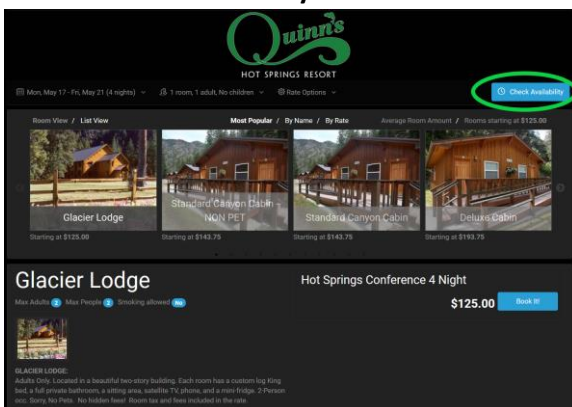 Quinn's
HOT SPRINGS RESORT
Mon, May 17 - Fri, May 21 (4 nights)
1 room, 1 adult, No children
Rate Options
Check Availability
Room View / List View
Most Popular / By Name / By Rate
Average Room Amount / Rooms starting at $125.00
Glacier Lodge
Starting at $125.00
Standard Canyon Cabin -
NON PET
Starting at $143.75
Standard Canyon Cabin
Starting at $143.75
Deluxe Cabin
Starting at $193.75
Glacier Lodge
Max Adults 2 Max People 2 Smoking allowed No
Hot Springs Conference 4 Night
$125.00 Book It!
GLACIER LODGE:
Adults Only. Located in a beautiful two-story building. Each room has a custom log King
bed, a full private bathroom, a sitting area, satellite TV, phone, and a mini-fridge. 2-Person
occ. Sorry, No Pets. No hidden fees! Room tax and fees included in the rate.